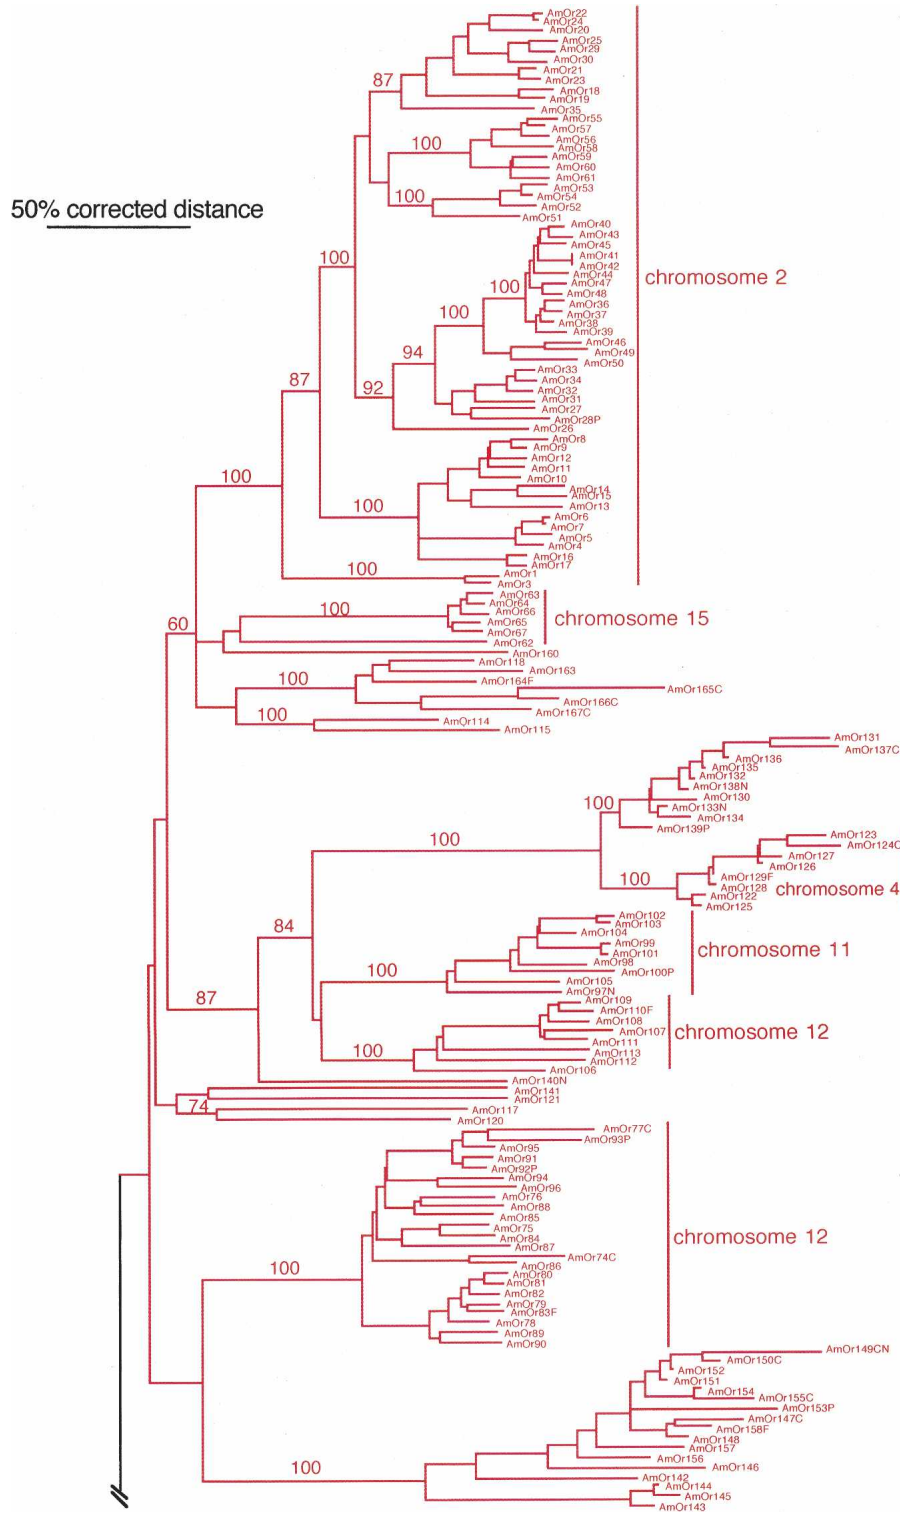 AmOr22
AmOr24
AmOr20
AmOr25
AmOr29
AmOr30
AmOr21
AmOr23
87
AmOr18
AmOr19
AmOr35
AmOr55
AmOr57
AmOr56
100
AmOr58
AmOr59
AmOr60
AmOr61
AmOr53
100
AmOr54
AmOr52
50% corrected distance
AmOr51
AmOr40
AmOr43
AmOr45
AmOr41
100
AmOr42
AmOr44
chromosome 2
100
AmOr47
AmOr48
AmOr36
100
AmOr37
AmOr38
AmOr39
AmOr46
94
AmOr49
AmOr50
AmOr33
87
AmOr34
92
AmOr32
AmOr31
AmOr27
AmOr28P
AmOr26
AmOr8
AmOr9
AmOr12
AmOr11
100
AmOr10
AmOr14
AmOr15
100
AmOr13
AmOr6
AmOr7
AmOr5
AmOr4
AmOr16
AmOr17
100
AmOr1
AmOr3
AmOr63
AmOr64
100
AmOr66
chromosome 15
60
AmOr65
AmOr67
AmOr62
AmOr160
AmOr118
AmOr163
100
AmOr164F
AmOr165C
AmOr166C
AmOr167C
100
AmOr114
AmOr115
AmOr131
AmOr137C
AmOr136
AmOr135
AmOr132
AmOr138N
AmOr130
100
AmOr133N
AmOr134
AmOr139P
100
AmOr123
AmOr124C
AmOr127
AmOr126
100
AmOr129F
AmOr128
chromosome 4
AmOr122
AmOr125
AmOr102
AmOr103
84
AmOr104
AmOr99
chromosome 11
AmOr101
AmOr98
100
AmOr100P
AmOr105
AmOr97N
87
AmOr109
AmOr110F
AmOr108
AmOr107
chromosome 12
AmOr111
100
AmOr113
AmOr112
AmOr106
AmOr140N
AmOr141
AmOr121
74
AmOr117
AmOr120
AmOr77C
AmOr93P
AmOr95
AmOr91
AmOr92P
AmOr94
AmOr96
AmOr76
AmOr88
AmOr85
AmOr75
AmOr84
chromosome 12
AmOr87
AmOr74C
AmOr86
100
AmOr80
AmOr81
AmOr82
AmOr79
AmOr83F
AmOr78
AmOr89
AmOr90
AmOr149CN
AmOr150C
AmOr152
AmOr151
AmOr154
AmOr155C
AmOr153P
AmOr147C
AmOr158F
AmOr148
AmOr157
AmOr156
100
AmOr146
AmOr142
AmOr144
AmOr145
AmOr143